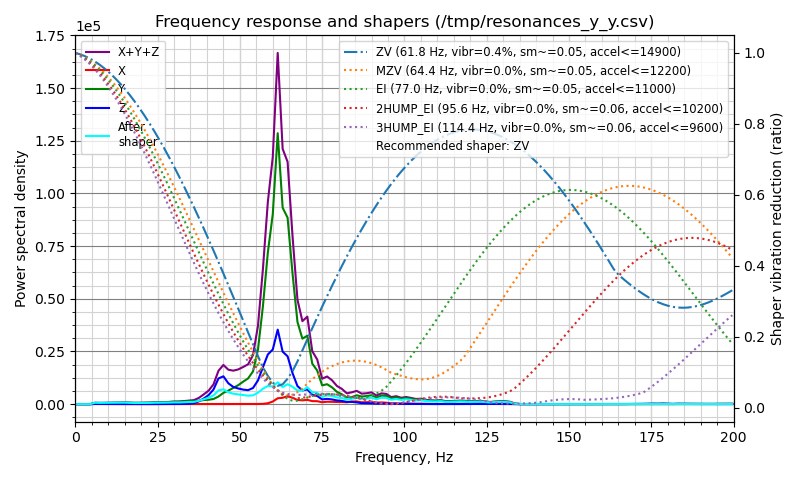 Frequency response and shapers (/tmp/resonances_y_y.csv)
1e5
X+Y+Z
X
Y
Z
After
shaper
ZV (61.8 Hz, vibr=0.4%, sm~=0.05, accel<=14900)
MZV (64.4 Hz, vibr=0.0%, sm~=0.05, accel<=12200)
EI (77.0 Hz, vibr=0.0%, sm~=0.05, accel<=11000)
2HUMP_EI (95.6 Hz, vibr=0.0%, sm~=0.06, accel<=10200)
3HUMP_EI (114.4 Hz, vibr=0.0%, sm~=0.06, accel<=9600)
Recommended shaper: ZV
Power spectral density
1.75
1.50
1.25
1.00
0.75
0.50
0.25
0.00
Shaper vibration reduction (ratio)
1.0
0.8
0.6
0.4
0.2
0.0
0 25 50 75 100 125 150 175 200
Frequency, Hz